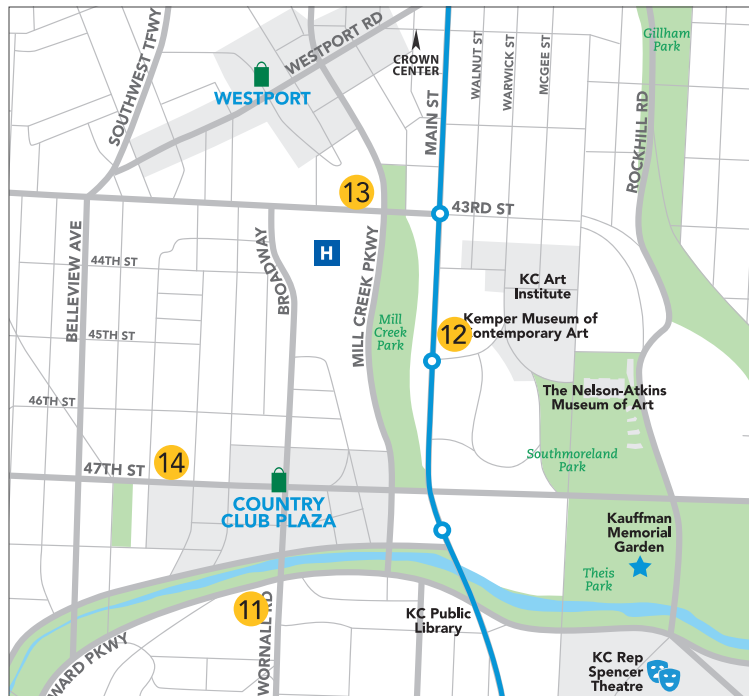 Gillham
Park
WESTPORT RD
SOUTHWEST TFWY
CROWN
CENTER
MAIN ST
WALNUT ST
WARWICK ST
MCGEE ST
ROCKHILL RD
WESTPORT
13
43RD ST
BELLEVIEW AVE
BROADWAY
H
MILL CREEK PKWY
44TH ST
KC Art
Institute
Mill
Creek
Park
12
Kemper Museum of
Contemporary Art
45TH ST
The Nelson-Atkins
Museum of Art
46TH ST
14
47TH ST
Southmoreland
Park
COUNTRY
CLUB PLAZA
Kauffman
Memorial
Garden
Theis
Park
11
WORNALL RD
KC Public
Library
WARD PKWY
KC Rep
Spencer
Theatre